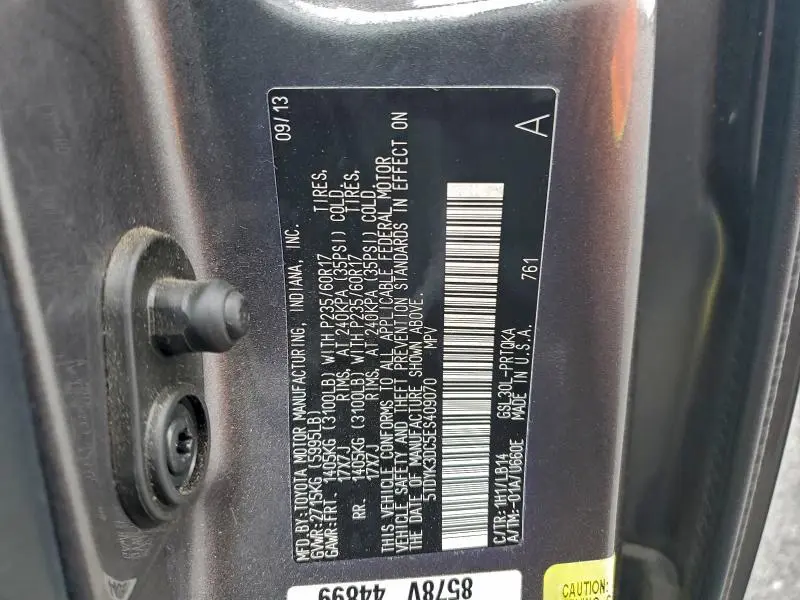 MFD.BY:TOYOTA MOTOR MANUFACTURING, INDIANA, INC. 09/13
GVWR:2715KG (5995LB)
GAWR:FRT. 1405KG (3100LB) WITH P235/60R17 TIRES,
17X7J RIMS, AT 240KPA (35PSI) COLD,
RR. 1405KG (3100LB) WITH P235/60R17 TIRES,
17X7J RIMS, AT 240KPA (35PSI) COLD.
THIS VEHICLE CONFORMS TO ALL APPLICABLE FEDERAL MOTOR
VEHICLE SAFETY AND THEFT PREVENTION STANDARDS IN EFFECT ON
THE DATE OF MANUFACTURE SHOWN ABOVE.
5TDYK3DC5ES409070 MPV
761 A
C/TR:1H1/LB14 GSL30L-PRTQKA
A/TM:-01A/U660E MADE IN U.S.A.
8578V 44899
CAUTION: